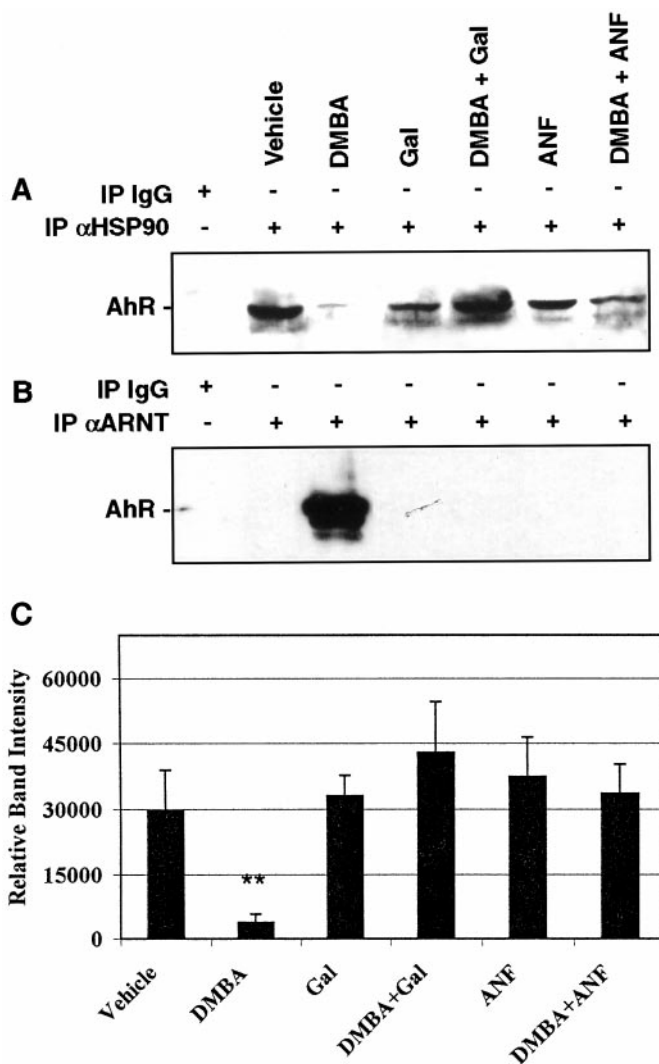 Vehicle DMBA Gal DMBA + Gal ANF DMBA + ANF
A
IP IgG + - - - - - -
IP αHSP90 - + + + + + +
AhR -
B
IP IgG + - - - - - -
IP αARNT - + + + + + +
AhR -
C
Relative Band Intensity
60000
45000
30000
15000
0
**
Vehicle DMBA Gal DMBA+Gal ANF DMBA+ANF